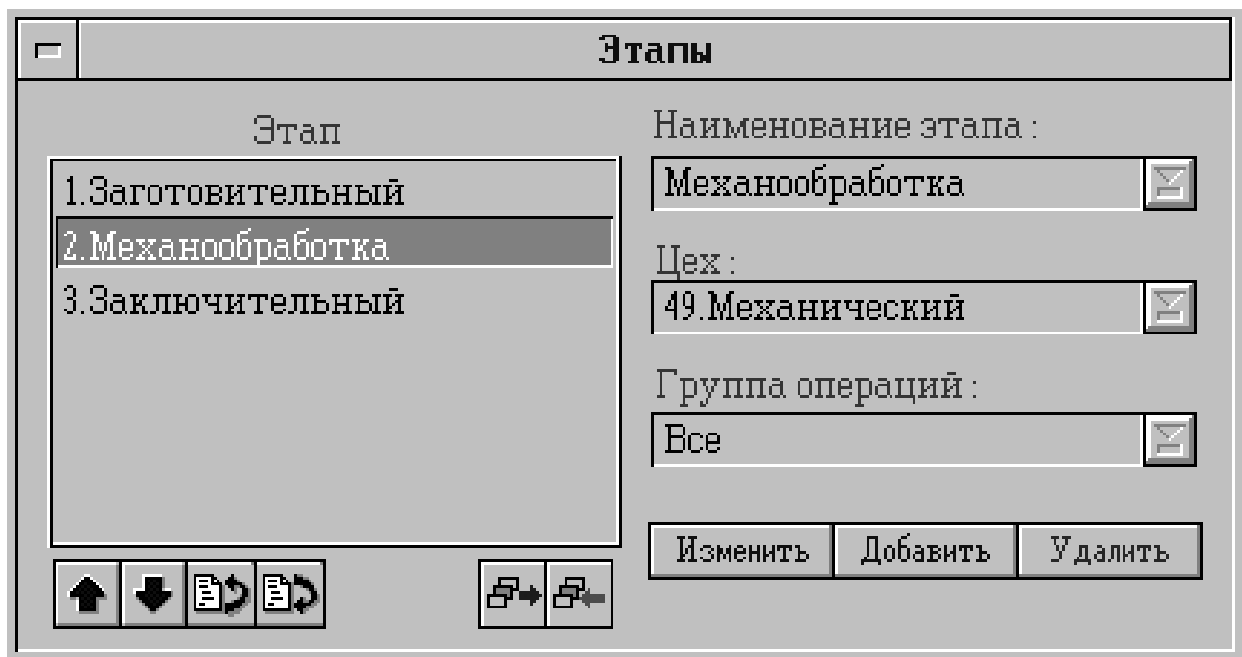 Этапы
Этап
1.Заготовительный
2.Механообработка
3.Заключительный
Наименование этапа :
Механообработка
Цех :
49.Механический
Группа операций :
Все
Изменить Добавить Удалить